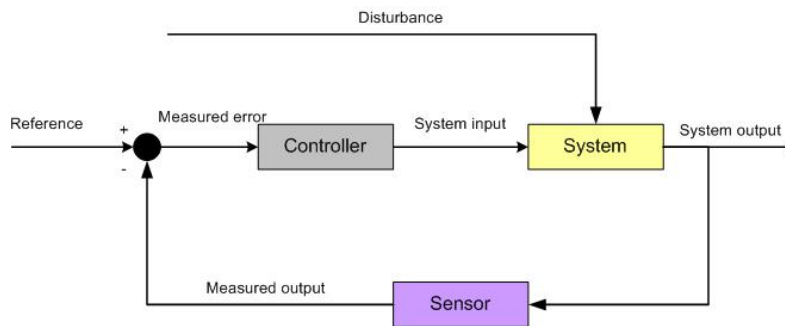 Disturbance
Reference
+
-
Measured error
Controller
System input
System
System output
Measured output
Sensor